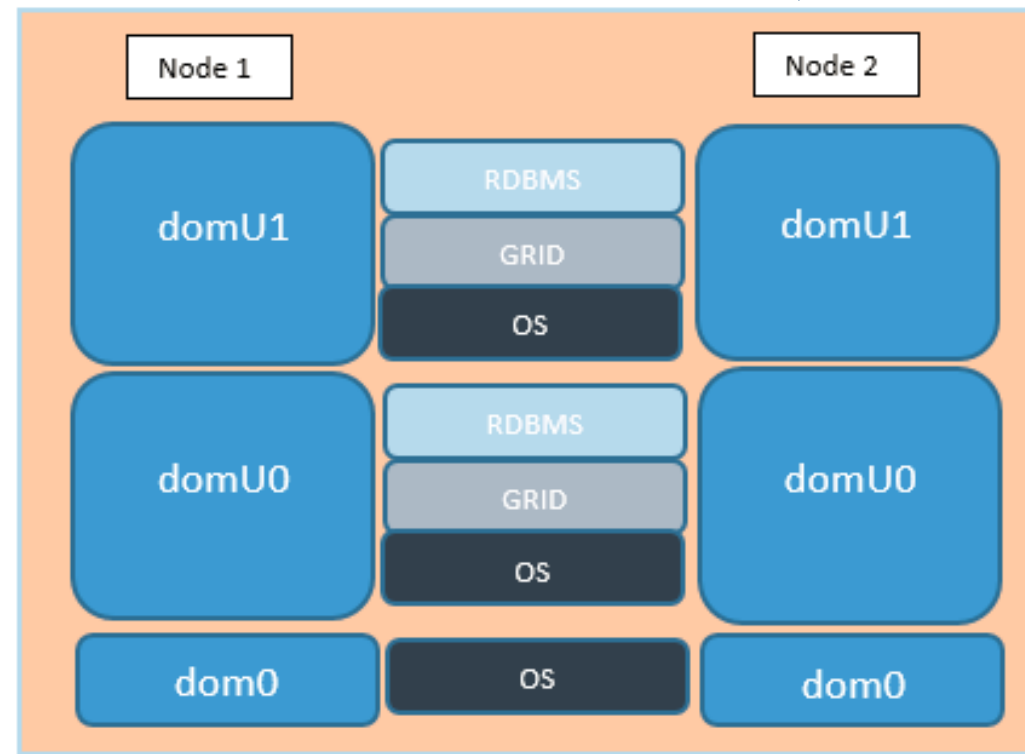 Node 1
Node 2
domU1
RDBMS
GRID
OS
domU1
domU0
RDBMS
GRID
OS
domU0
dom0
OS
dom0